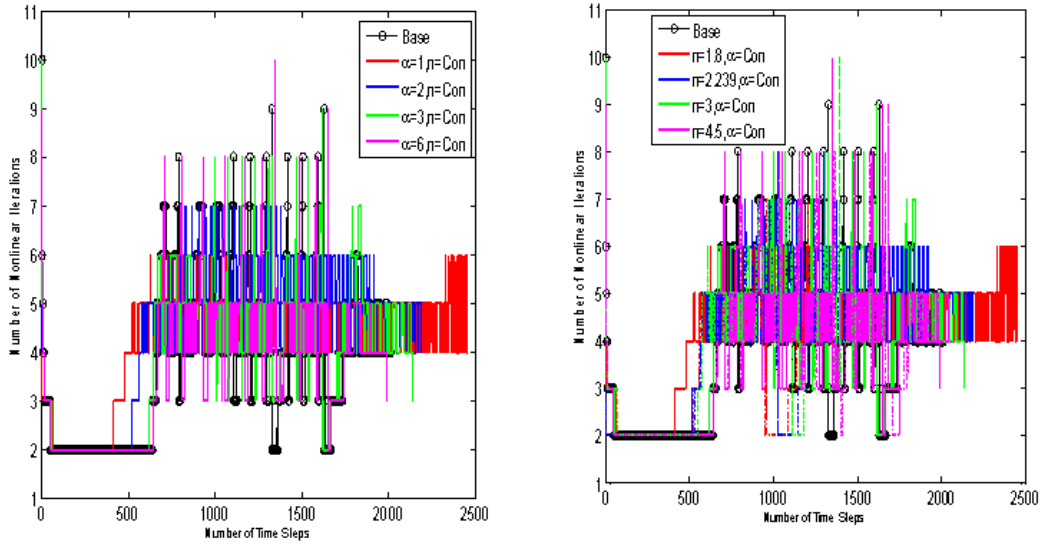 11
10
9
8
7
6
5
4
3
2
1
Number of Nonlinear Iterations
Base
α=1,n=Con
α=2,n=Con
α=3,n=Con
α=6,n=Con
0
500
1000
1500
2000
2500
Number of Time Steps
11
10
9
8
7
6
5
4
3
2
1
Number of Nonlinear Iterations
Base
n=1.8,α=Con
n=2.239,α=Con
n=3,α=Con
n=4.5,α=Con
0
500
1000
1500
2000
2500
Number of Time Steps